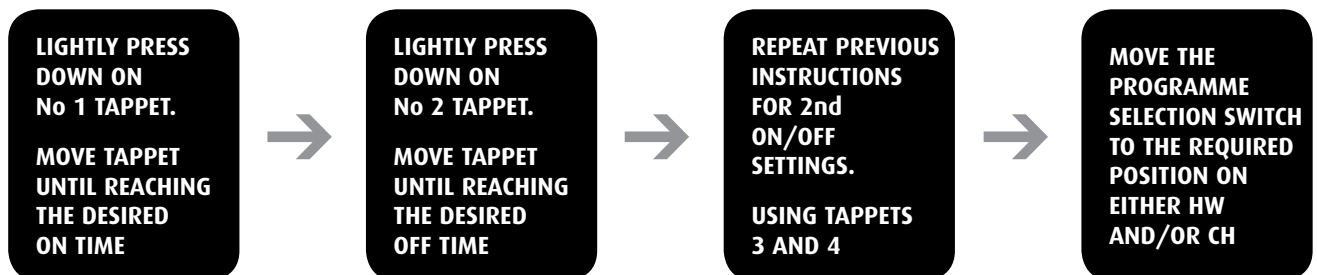 LIGHTLY PRESS
DOWN ON
No 1 TAPPET.
MOVE TAPPET
UNTIL REACHING
THE DESIRED
ON TIME
LIGHTLY PRESS
DOWN ON
No 2 TAPPET.
MOVE TAPPET
UNTIL REACHING
THE DESIRED
OFF TIME
REPEAT PREVIOUS
INSTRUCTIONS
FOR 2nd
ON/OFF
SETTINGS.
USING TAPPETS
3 AND 4
MOVE THE
PROGRAMME
SELECTION SWITCH
TO THE REQUIRED
POSITION ON
EITHER HW
AND/OR CH